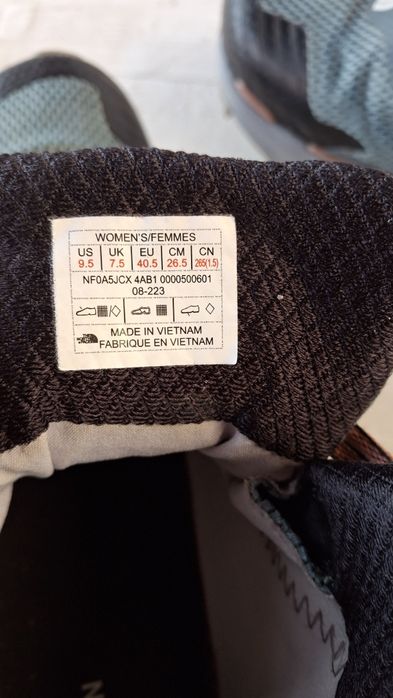 WOMEN'S/FEMMES
US UK EU CM CN
9.5 7.5 40.5 26.5 265(1.5)
NF0A5JCX 4AB1 0000500601
08-223
MADE IN VIETNAM
FABRIQUE EN VIETNAM
N